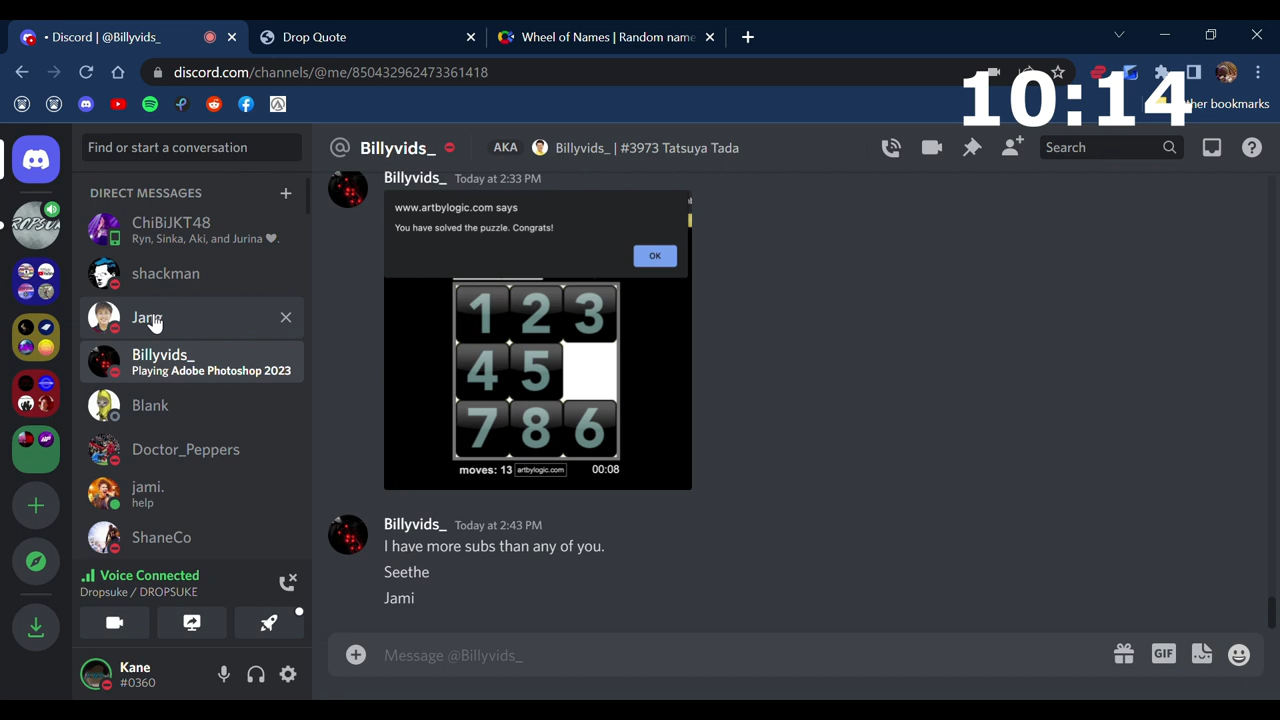 • Discord | @Billyvids_
Drop Quote
Wheel of Names | Random name
discord.com/channels/@me/850432962473361418
10:14
her bookmarks
Find or start a conversation
Billyvids_
AKA
Billyvids_ | #3973 Tatsuya Tada
Search
DIRECT MESSAGES
ChiBiJKT48
Ryn, Sinka, Aki, and Jurina
shackman
Jang
Billyvids_
Playing Adobe Photoshop 2023
Blank
Doctor_Peppers
jami.
help
ShaneCo
Voice Connected
Dropsuke / DROPSUKE
Kane
#0360
DROPSUKE
Billyvids_ Today at 2:33 PM
www.artbylogic.com says
You have solved the puzzle. Congrats!
OK
1 2 3
4 5
7 8 6
moves: 13 artbylogic.com 00:08
Billyvids_ Today at 2:43 PM
I have more subs than any of you.
Seethe
Jami
Message @Billyvids_
GIF